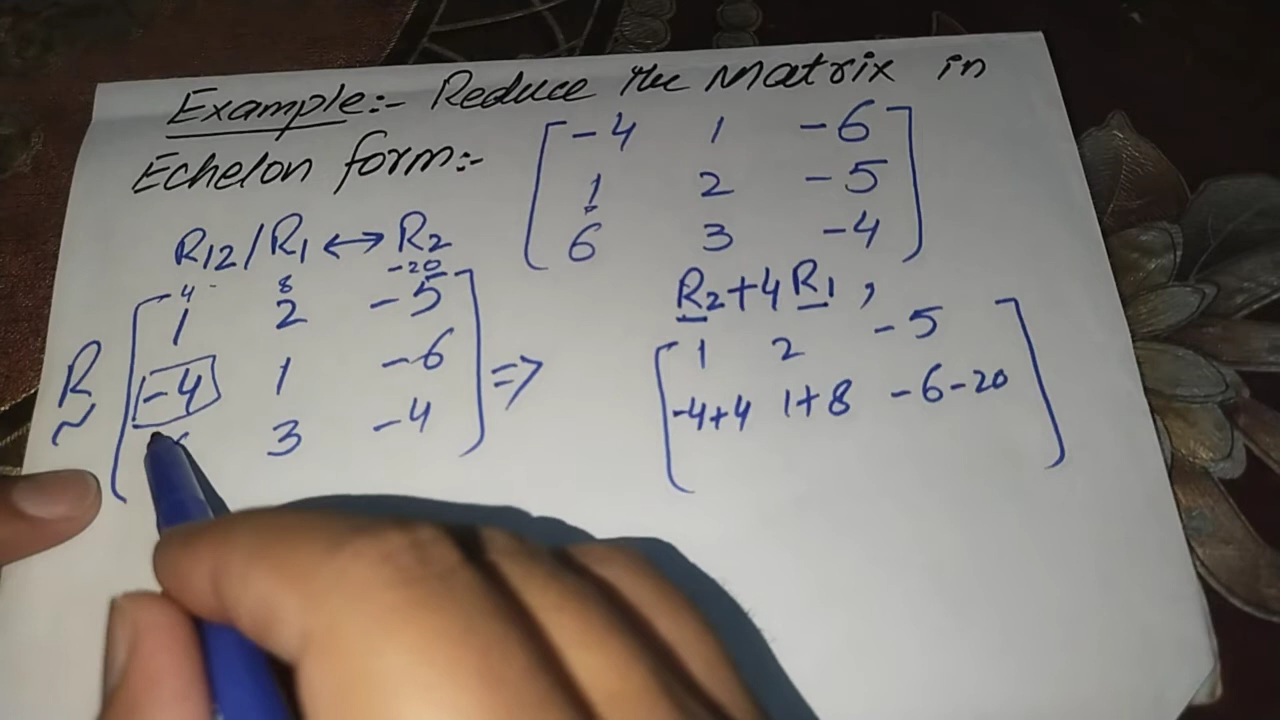 Example:- Reduce the Matrix in
Echelon form:-
-4 1 -6
1 2 -5
6 3 -4
R12/R1 ↔ R2
-4 8 -20
1 2 -5
R ~
-4 1 -6
3 -4
=>
R2+4R1,
1 2 -5
-4+4 1+8 -6-20